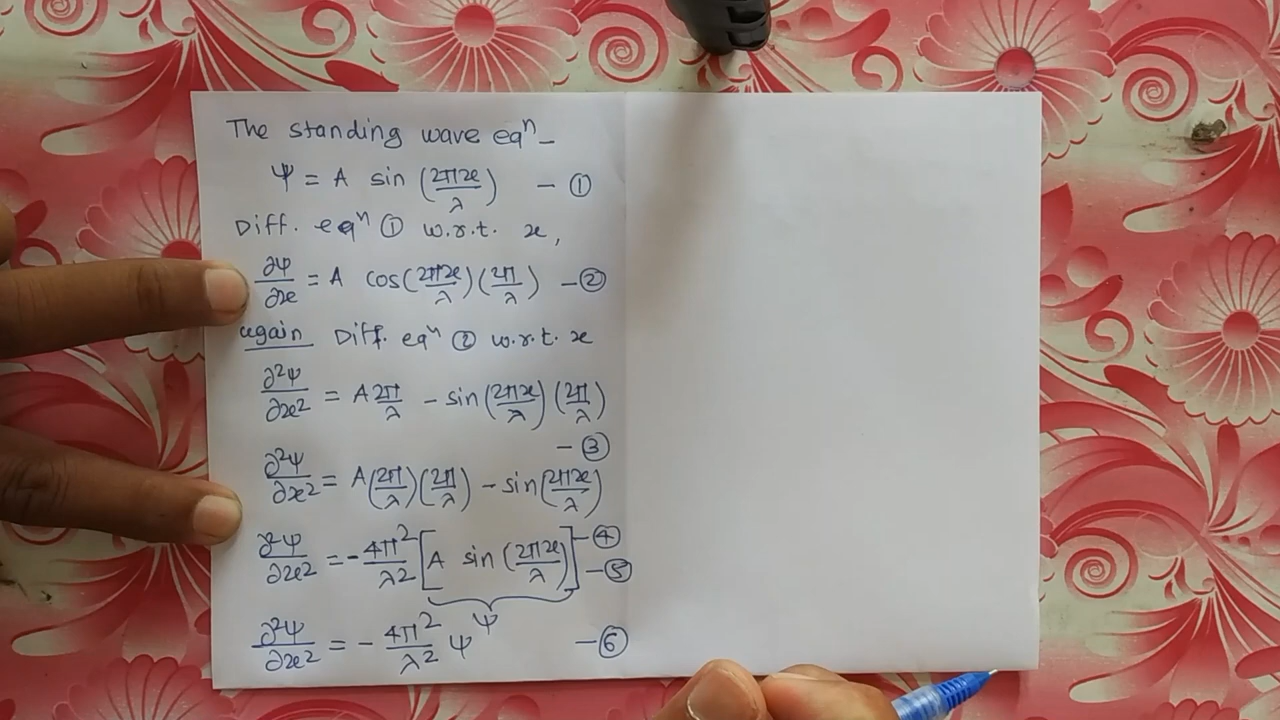 The standing wave eqⁿ –
Ψ = A sin (2πx/λ) – ①
Diff. eqⁿ ① w.r.t. x,
∂Ψ/∂x = A cos(2πx/λ)(2π/λ) – ②
again Diff. eqⁿ ② w.r.t. x
∂²Ψ/∂x² = A 2π/λ – sin(2πx/λ)(2π/λ)
– ③
∂²Ψ/∂x² = A(2π/λ)(2π/λ) – sin(2πx/λ)
– ④
∂²Ψ/∂x² = - 4π²/λ² [A sin (2πx/λ)] – ⑤
Ψ
∂²Ψ/∂x² = - 4π²/λ² Ψ – ⑥